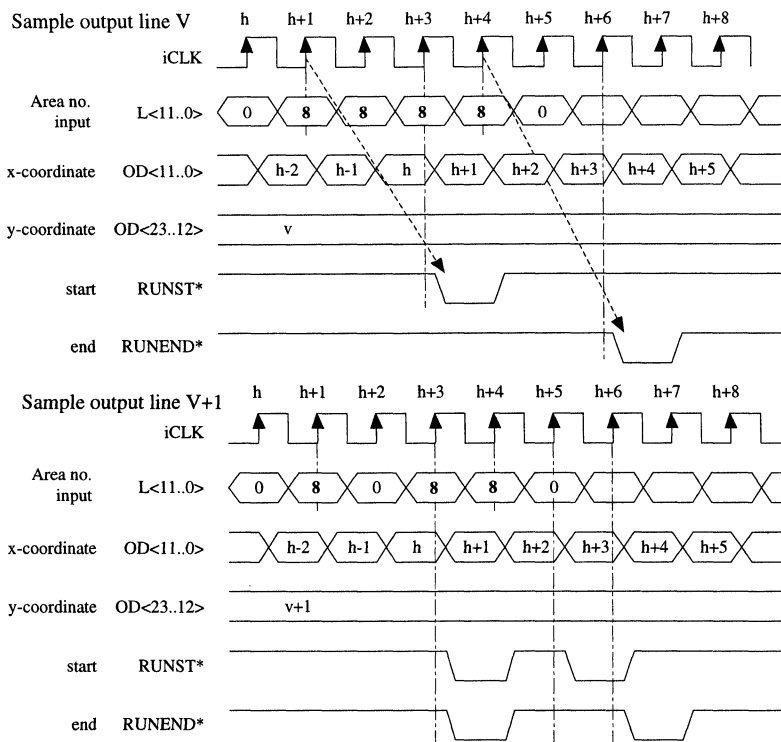 Sample output line V
h h+1 h+2 h+3 h+4 h+5 h+6 h+7 h+8
iCLK
Area no. input L<11..0> 0 8 8 8 8 0
x-coordinate OD<11..0> h-2 h-1 h h+1 h+2 h+3 h+4 h+5
y-coordinate OD<23..12> v
start RUNST*
end RUNEND*
Sample output line V+1
h h+1 h+2 h+3 h+4 h+5 h+6 h+7 h+8
iCLK
Area no. input L<11..0> 0 8 0 8 8 0
x-coordinate OD<11..0> h-2 h-1 h h+1 h+2 h+3 h+4 h+5
y-coordinate OD<23..12> v+1
start RUNST*
end RUNEND*